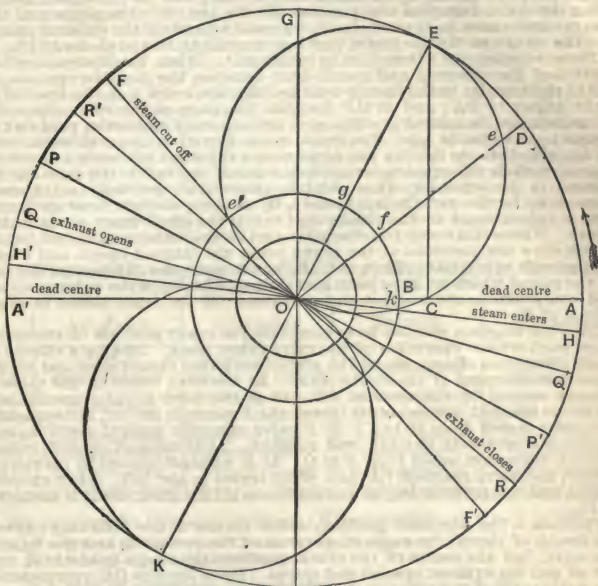 G
E
F
R'
steam cut off
e
D
P
e'
g
f
Q
exhaust opens
H'
B
k
dead centre
dead centre
A'
O
C
A
steam enters
H
Q
P'
exhaust closes
R
F'
K